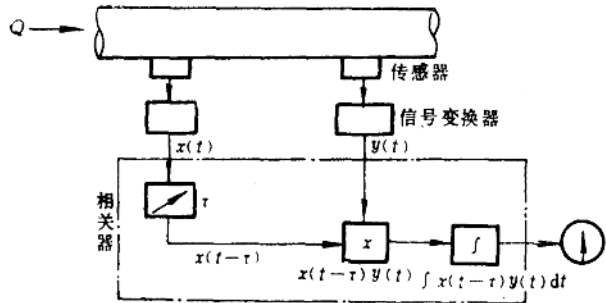 Q
传感器
信号变换器
x(t)
y(t)
相关器
τ
x(t-τ)
x
∫
x(t-τ)y(t)
∫x(t-τ)y(t)dt